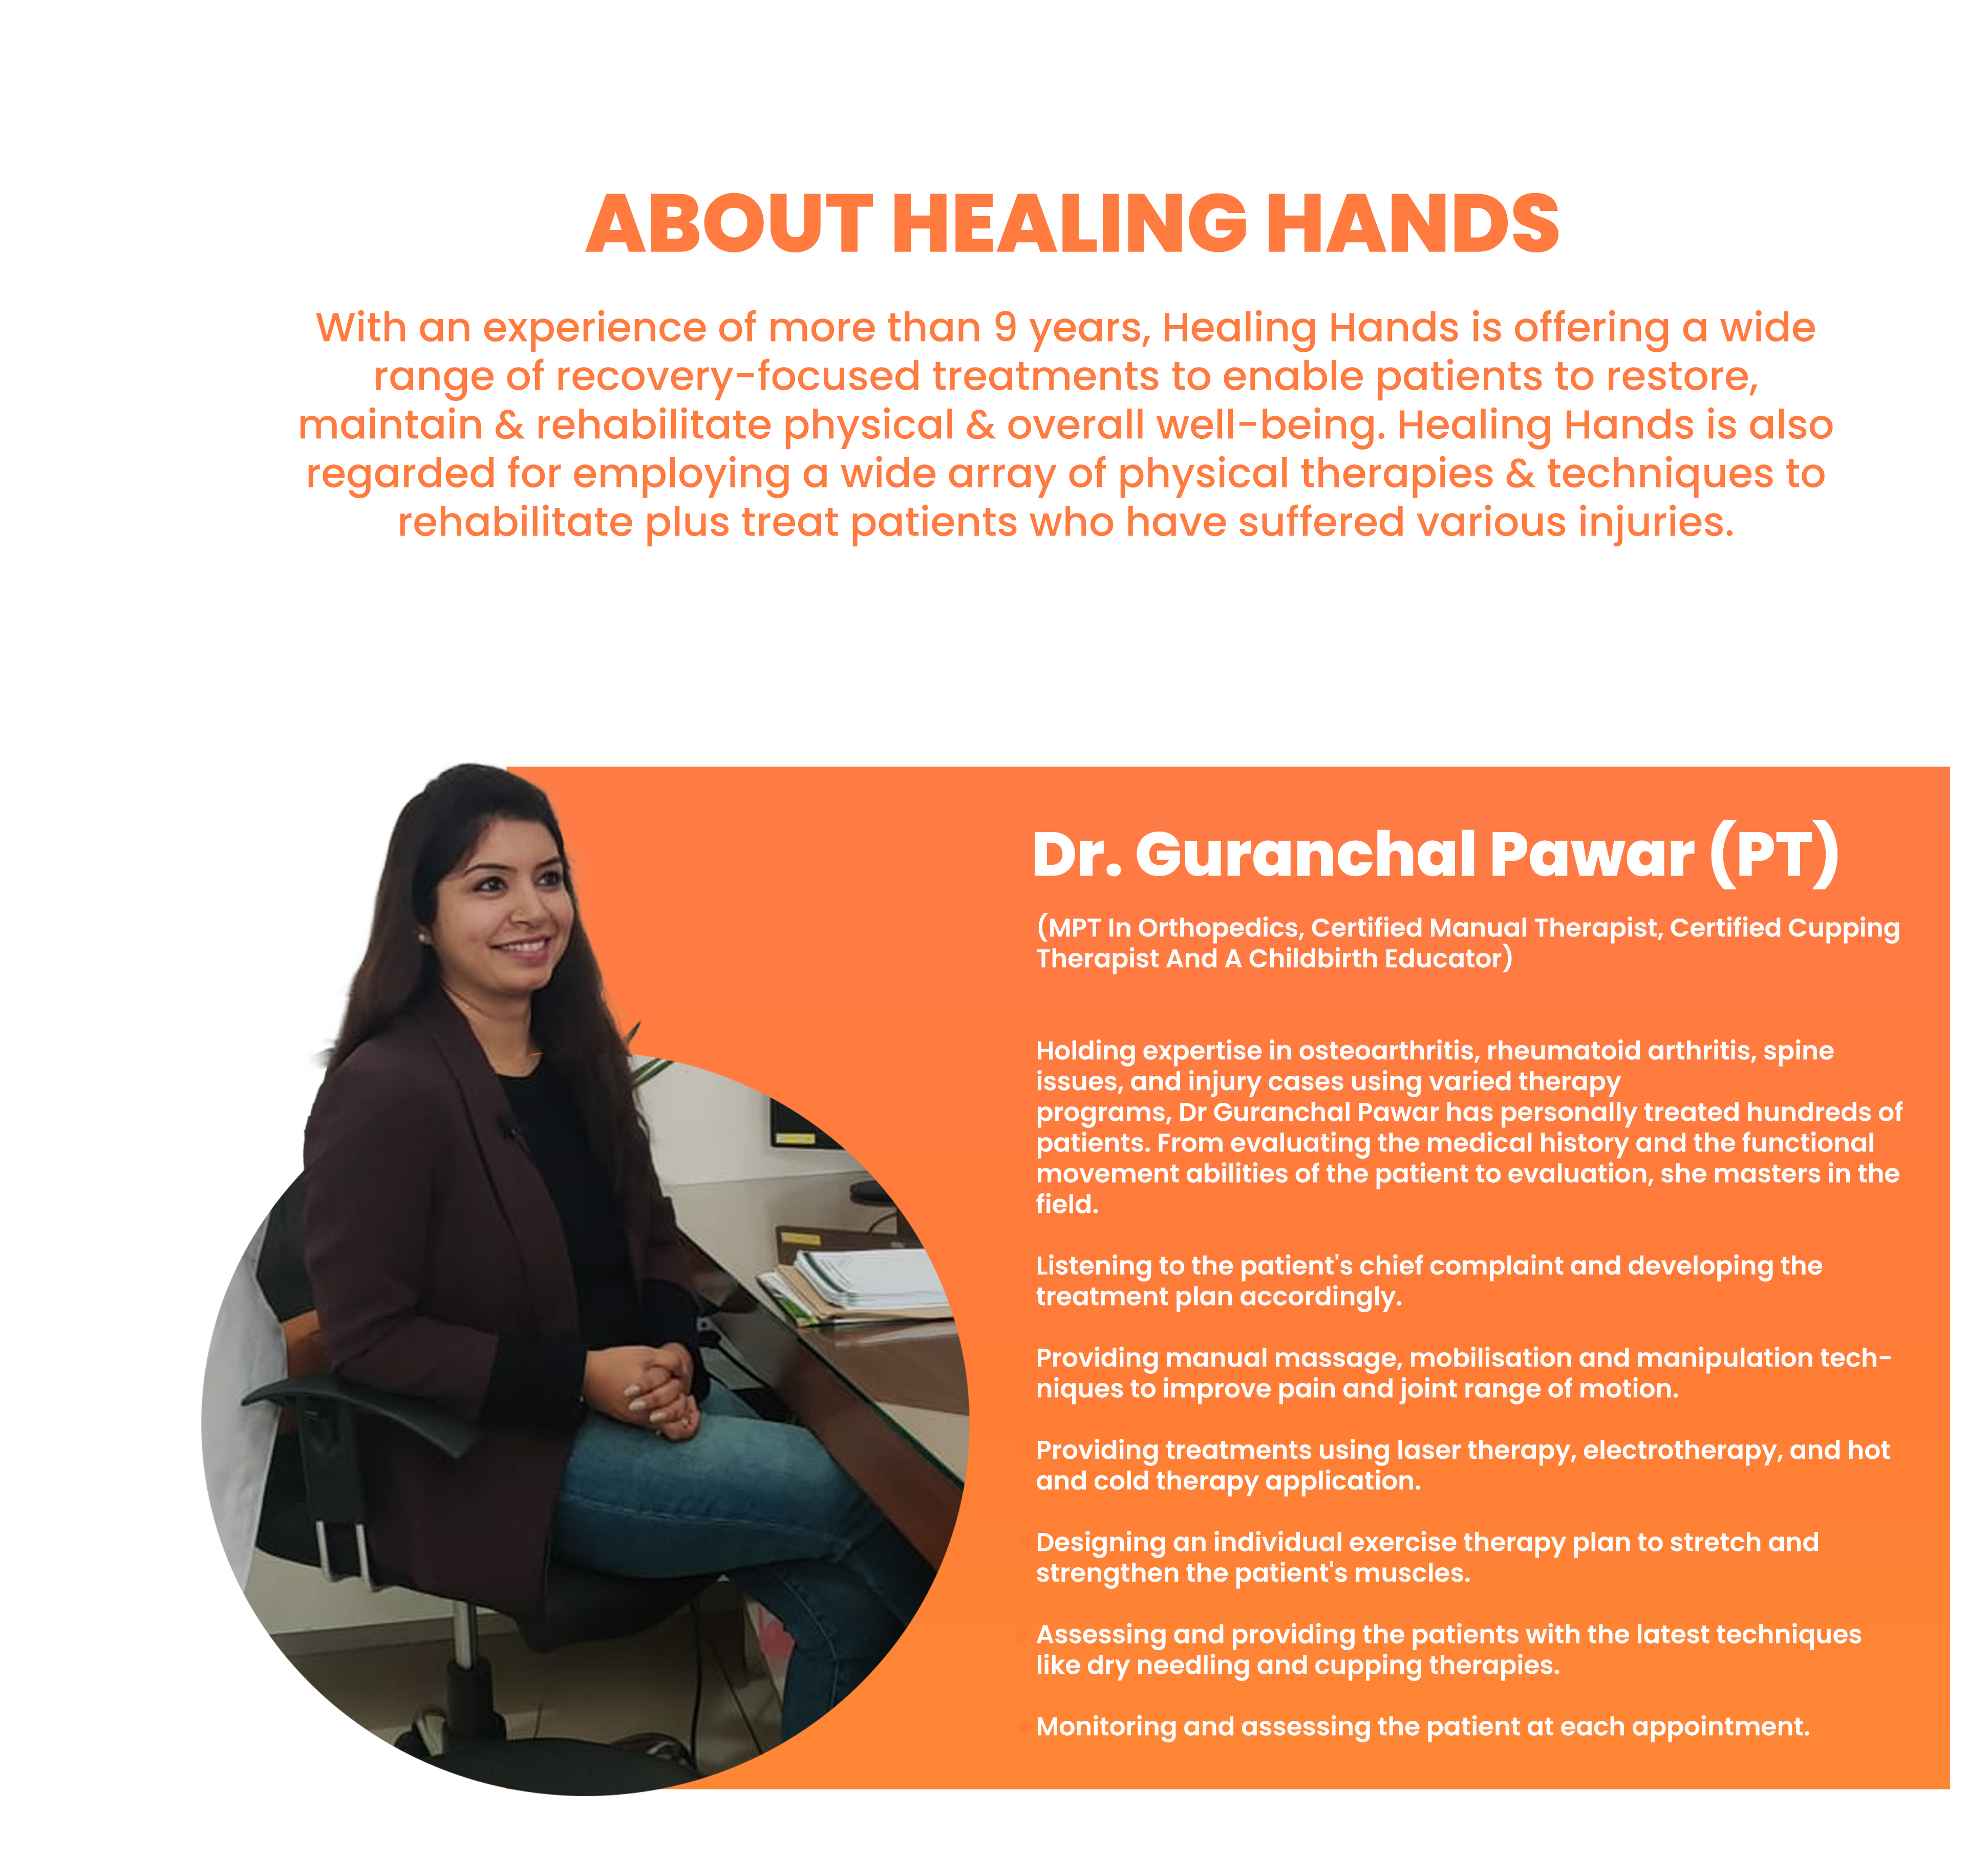 ABOUT HEALING HANDS
With an experience of more than 9 years, Healing Hands is offering a wide
range of recovery-focused treatments to enable patients to restore,
maintain & rehabilitate physical & overall well-being. Healing Hands is also
regarded for employing a wide array of physical therapies & techniques to
rehabilitate plus treat patients who have suffered various injuries.
Dr. Guranchal Pawar (PT)
(MPT In Orthopedics, Certified Manual Therapist, Certified Cupping
Therapist And A Childbirth Educator)
Holding expertise in osteoarthritis, rheumatoid arthritis, spine
issues, and injury cases using varied therapy
programs, Dr Guranchal Pawar has personally treated hundreds of
patients. From evaluating the medical history and the functional
movement abilities of the patient to evaluation, she masters in the
field.
Listening to the patient's chief complaint and developing the
treatment plan accordingly.
Providing manual massage, mobilisation and manipulation tech-
niques to improve pain and joint range of motion.
Providing treatments using laser therapy, electrotherapy, and hot
and cold therapy application.
Designing an individual exercise therapy plan to stretch and
strengthen the patient's muscles.
Assessing and providing the patients with the latest techniques
like dry needling and cupping therapies.
Monitoring and assessing the patient at each appointment.